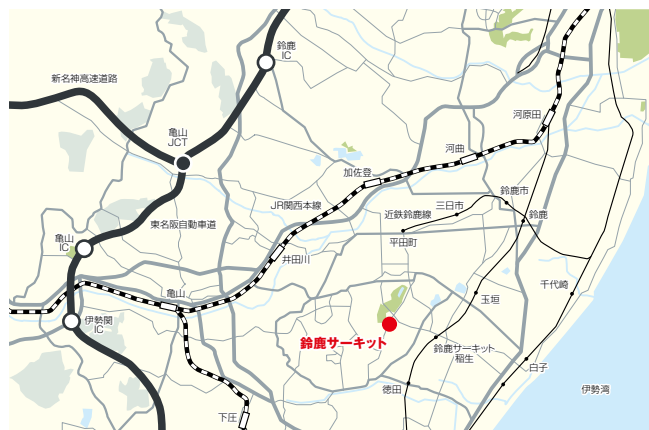 鈴鹿
IC
新名神高速道路
河原田
亀山
JCT
河曲
加佐登
鈴鹿市
三日市
JR関西本線
近鉄鈴鹿線
鈴鹿
東名阪自動車道
平田町
亀山
IC
井田川
千代崎
亀山
玉垣
伊勢関
IC
鈴鹿サーキット
鈴鹿サーキット
稲生
白子
徳田
伊勢湾
下庄